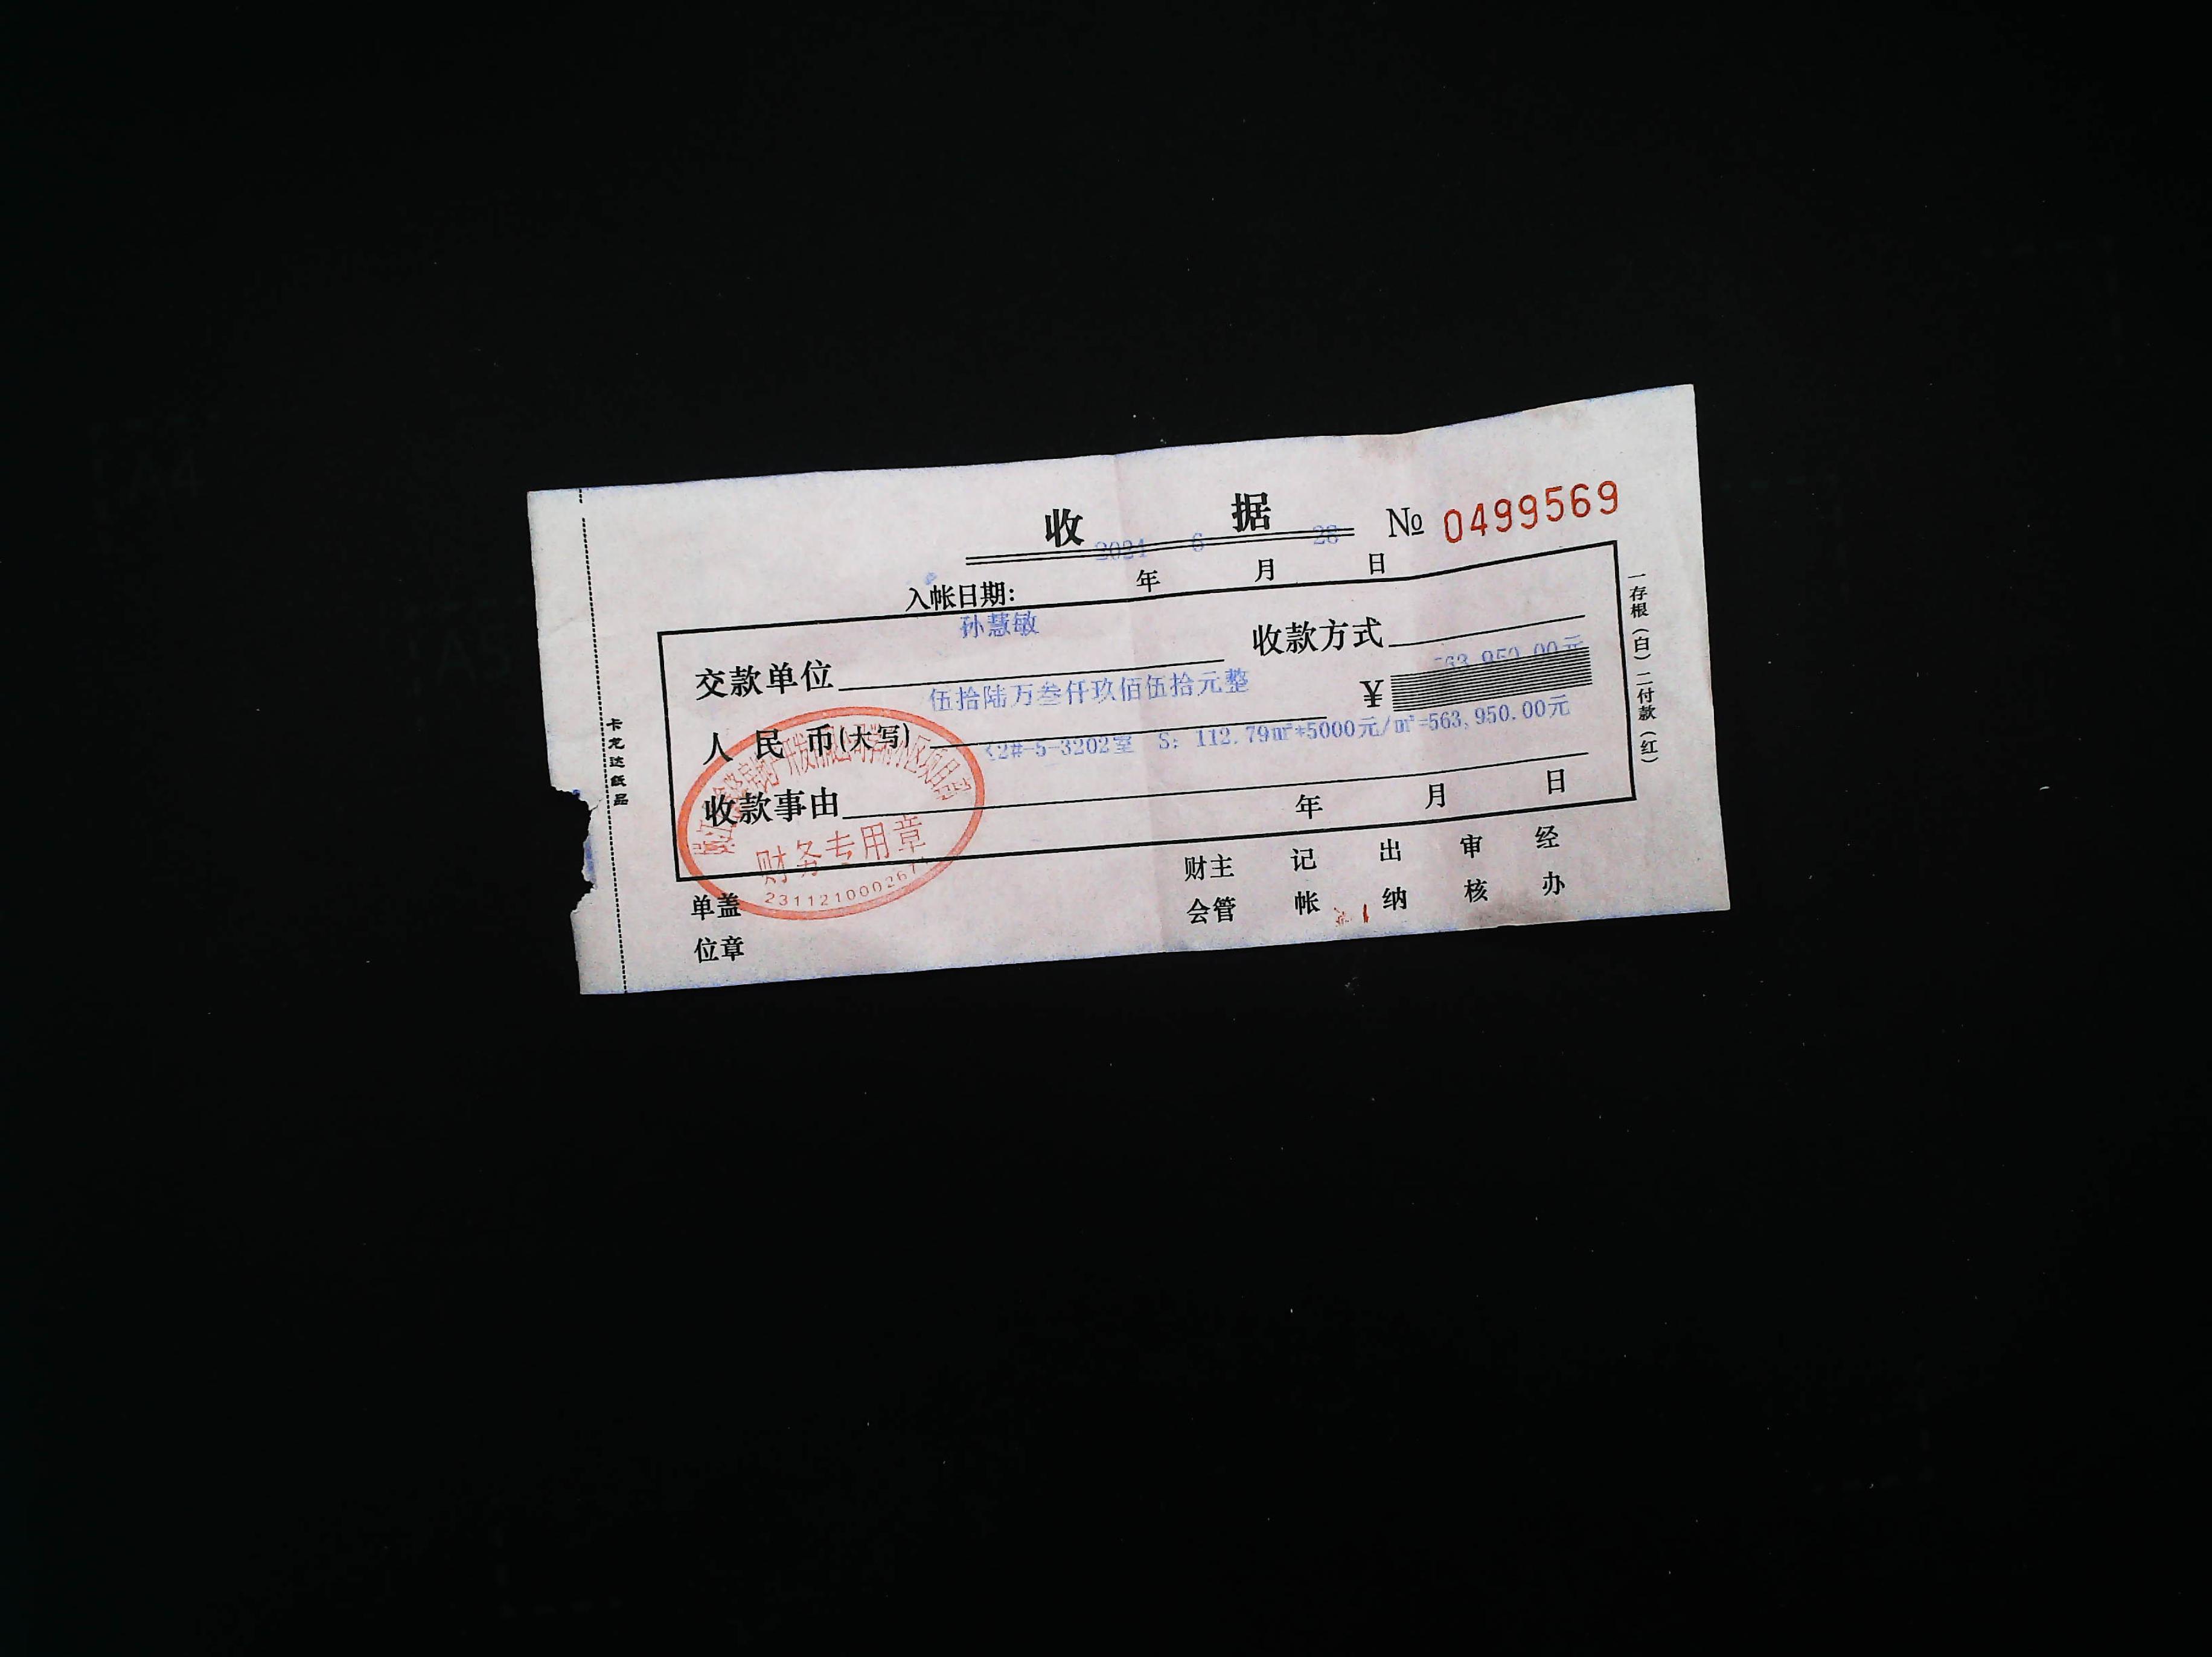 收 据 № 0499569
2021 6 28
入帐日期： 年 月 日
孙慧敏
交款单位 收款方式
563,950.00元
伍拾陆万叁仟玖佰伍拾元整 ¥
人民币(大写)
2#-5-3202室 S: 112.79㎡*5000元/㎡=563,950.00元
收款事由
年 月 日
财务专用章
财主 记 出 审 经
会管 帐 纳 核 办
单盖
位章
卡龙达纸品
一存根（白）二付款（红）